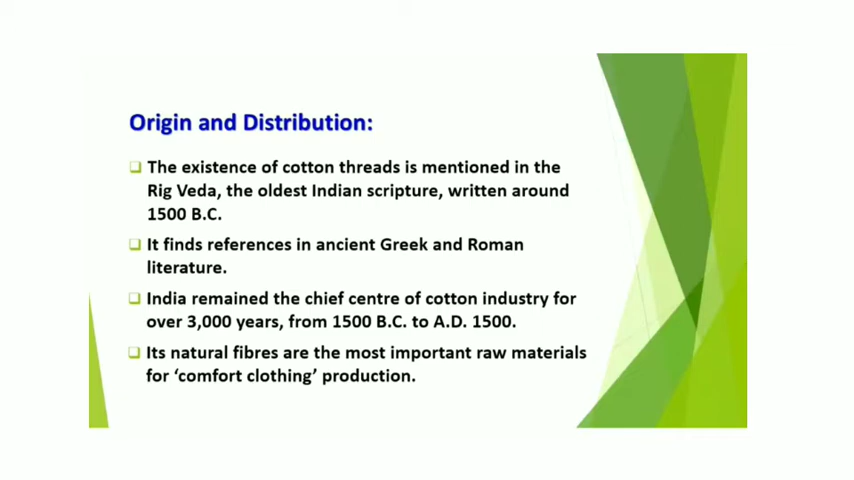 Origin and Distribution:
❑ The existence of cotton threads is mentioned in the
Rig Veda, the oldest Indian scripture, written around
1500 B.C.
❑ It finds references in ancient Greek and Roman
literature.
❑ India remained the chief centre of cotton industry for
over 3,000 years, from 1500 B.C. to A.D. 1500.
❑ Its natural fibres are the most important raw materials
for ‘comfort clothing’ production.